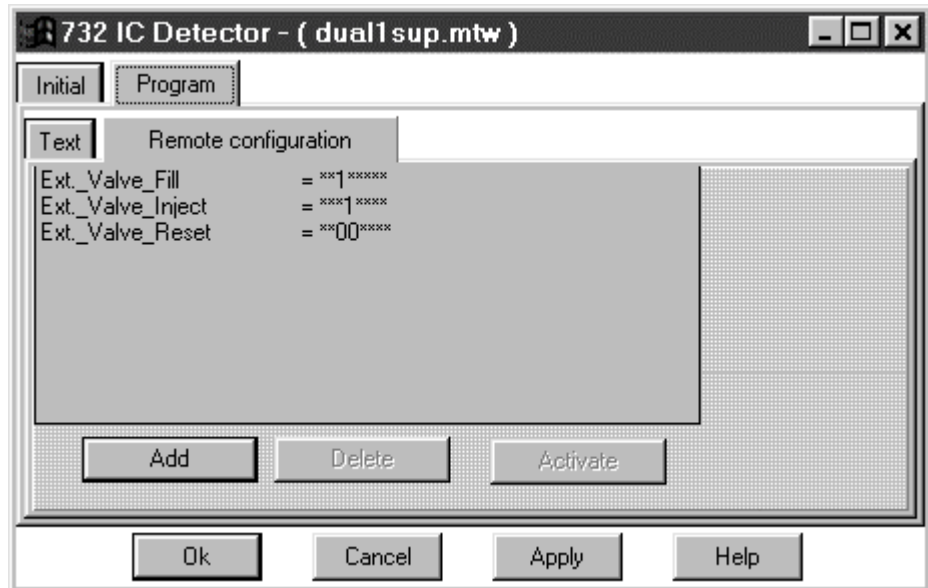 732 IC Detector - ( dual1sup.mtw )
Initial Program
Text Remote configuration
Ext._Valve_Fill = **1*****
Ext._Valve_Inject = ***1****
Ext._Valve_Reset = **00****
Add Delete Activate
Ok Cancel Apply Help